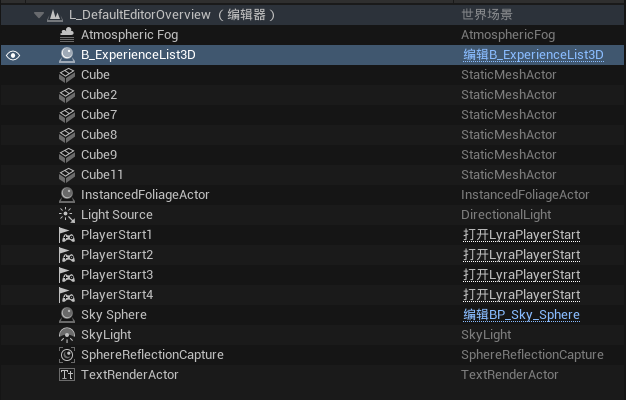 L_DefaultEditorOverview （编辑器） 世界场景
Atmospheric Fog AtmosphericFog
B_ExperienceList3D 编辑B_ExperienceList3D
Cube StaticMeshActor
Cube2 StaticMeshActor
Cube7 StaticMeshActor
Cube8 StaticMeshActor
Cube9 StaticMeshActor
Cube11 StaticMeshActor
InstancedFoliageActor InstancedFoliageActor
Light Source DirectionalLight
PlayerStart1 打开LyraPlayerStart
PlayerStart2 打开LyraPlayerStart
PlayerStart3 打开LyraPlayerStart
PlayerStart4 打开LyraPlayerStart
Sky Sphere 编辑BP_Sky_Sphere
SkyLight SkyLight
SphereReflectionCapture SphereReflectionCapture
Tt TextRenderActor TextRenderActor